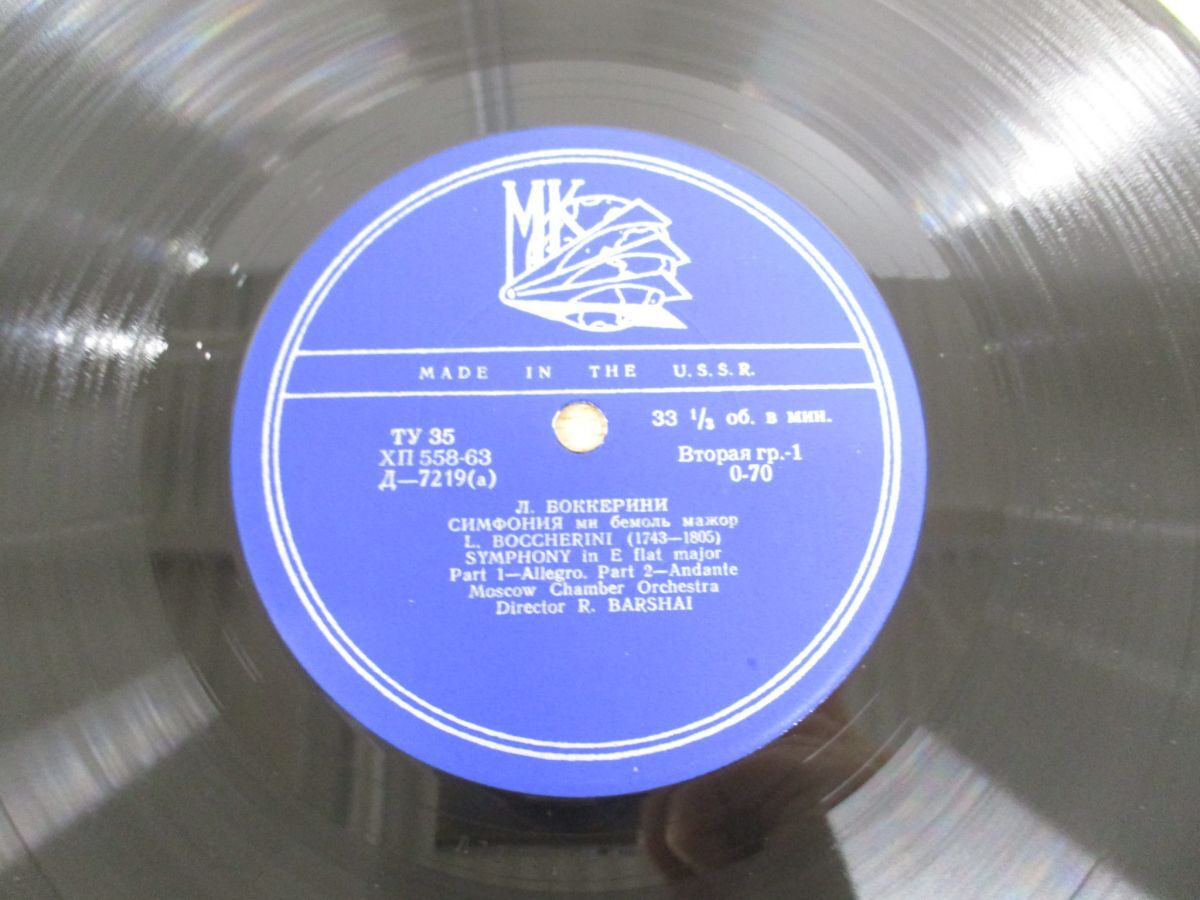 МК
MADE IN THE U.S.S.R.
33 ⅓ об. в мин.
ТУ 35
ХП 558-63
Д—7219(а)
Вторая гр.-1
0-70
Л. БОККЕРИНИ
СИМФОНИЯ ми бемоль мажор
L. BOCCHERINI (1743—1805)
SYMPHONY in E flat major
Part 1—Allegro. Part 2—Andante
Moscow Chamber Orchestra
Director R. BARSHAI